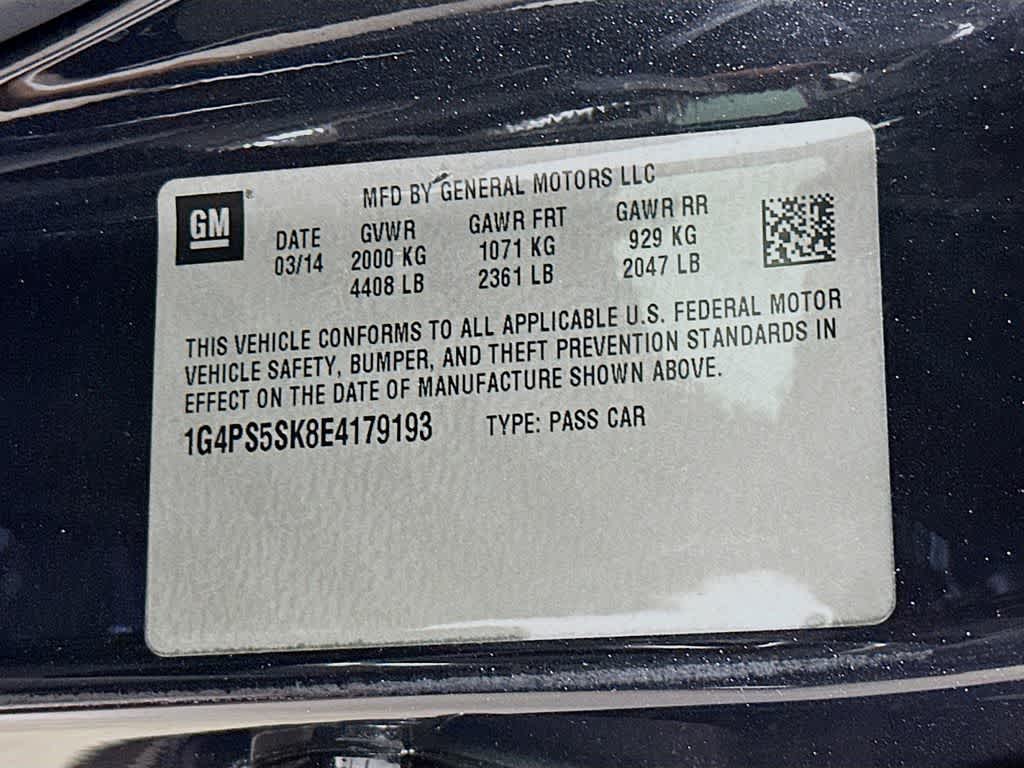 GM
MFD BY GENERAL MOTORS LLC
DATE GVWR GAWR FRT GAWR RR
03/14 2000 KG 1071 KG 929 KG
4408 LB 2361 LB 2047 LB
THIS VEHICLE CONFORMS TO ALL APPLICABLE U.S. FEDERAL MOTOR
VEHICLE SAFETY, BUMPER, AND THEFT PREVENTION STANDARDS IN
EFFECT ON THE DATE OF MANUFACTURE SHOWN ABOVE.
1G4PS5SK8E4179193 TYPE: PASS CAR